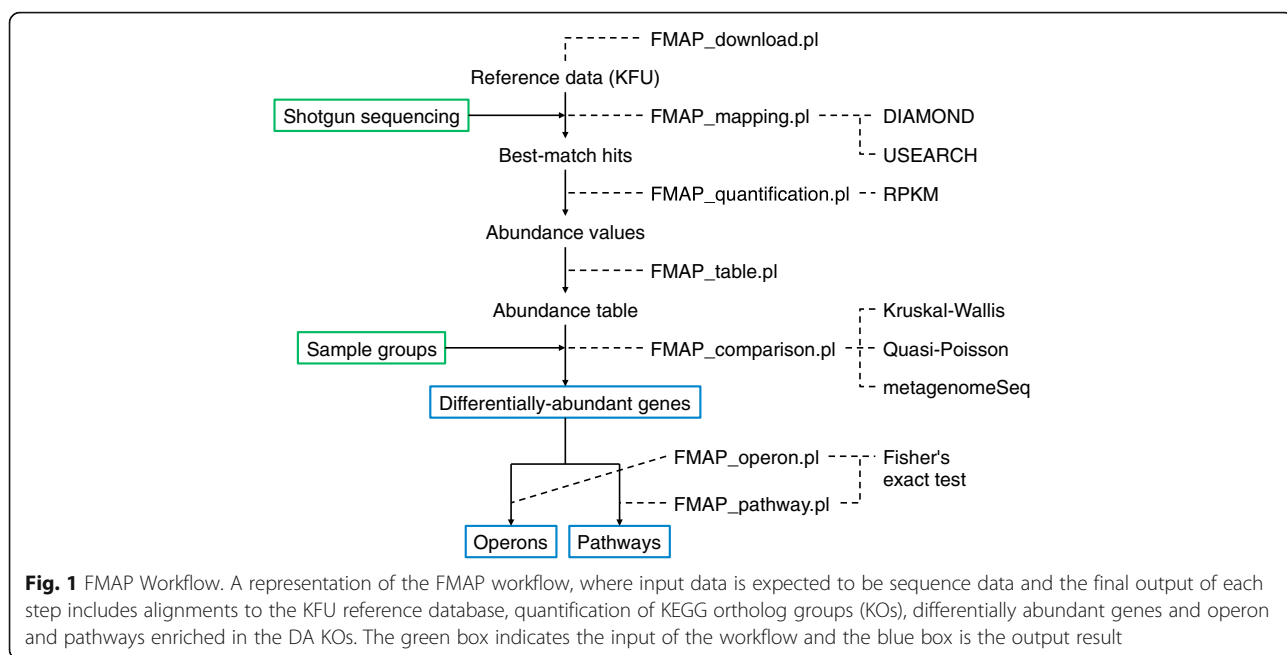 FMAP_download.pl
Reference data (KFU)
Shotgun sequencing
FMAP_mapping.pl
DIAMOND
USEARCH
Best-match hits
FMAP_quantification.pl
RPKM
Abundance values
FMAP_table.pl
Abundance table
Kruskal-Wallis
Sample groups
FMAP_comparison.pl
Quasi-Poisson
metagenomeSeq
Differentially-abundant genes
FMAP_operon.pl
Fisher's
exact test
FMAP_pathway.pl
Operons
Pathways
Fig. 1 FMAP Workflow. A representation of the FMAP workflow, where input data is expected to be sequence data and the final output of each
step includes alignments to the KFU reference database, quantification of KEGG ortholog groups (KOs), differentially abundant genes and operon
and pathways enriched in the DA KOs. The green box indicates the input of the workflow and the blue box is the output result